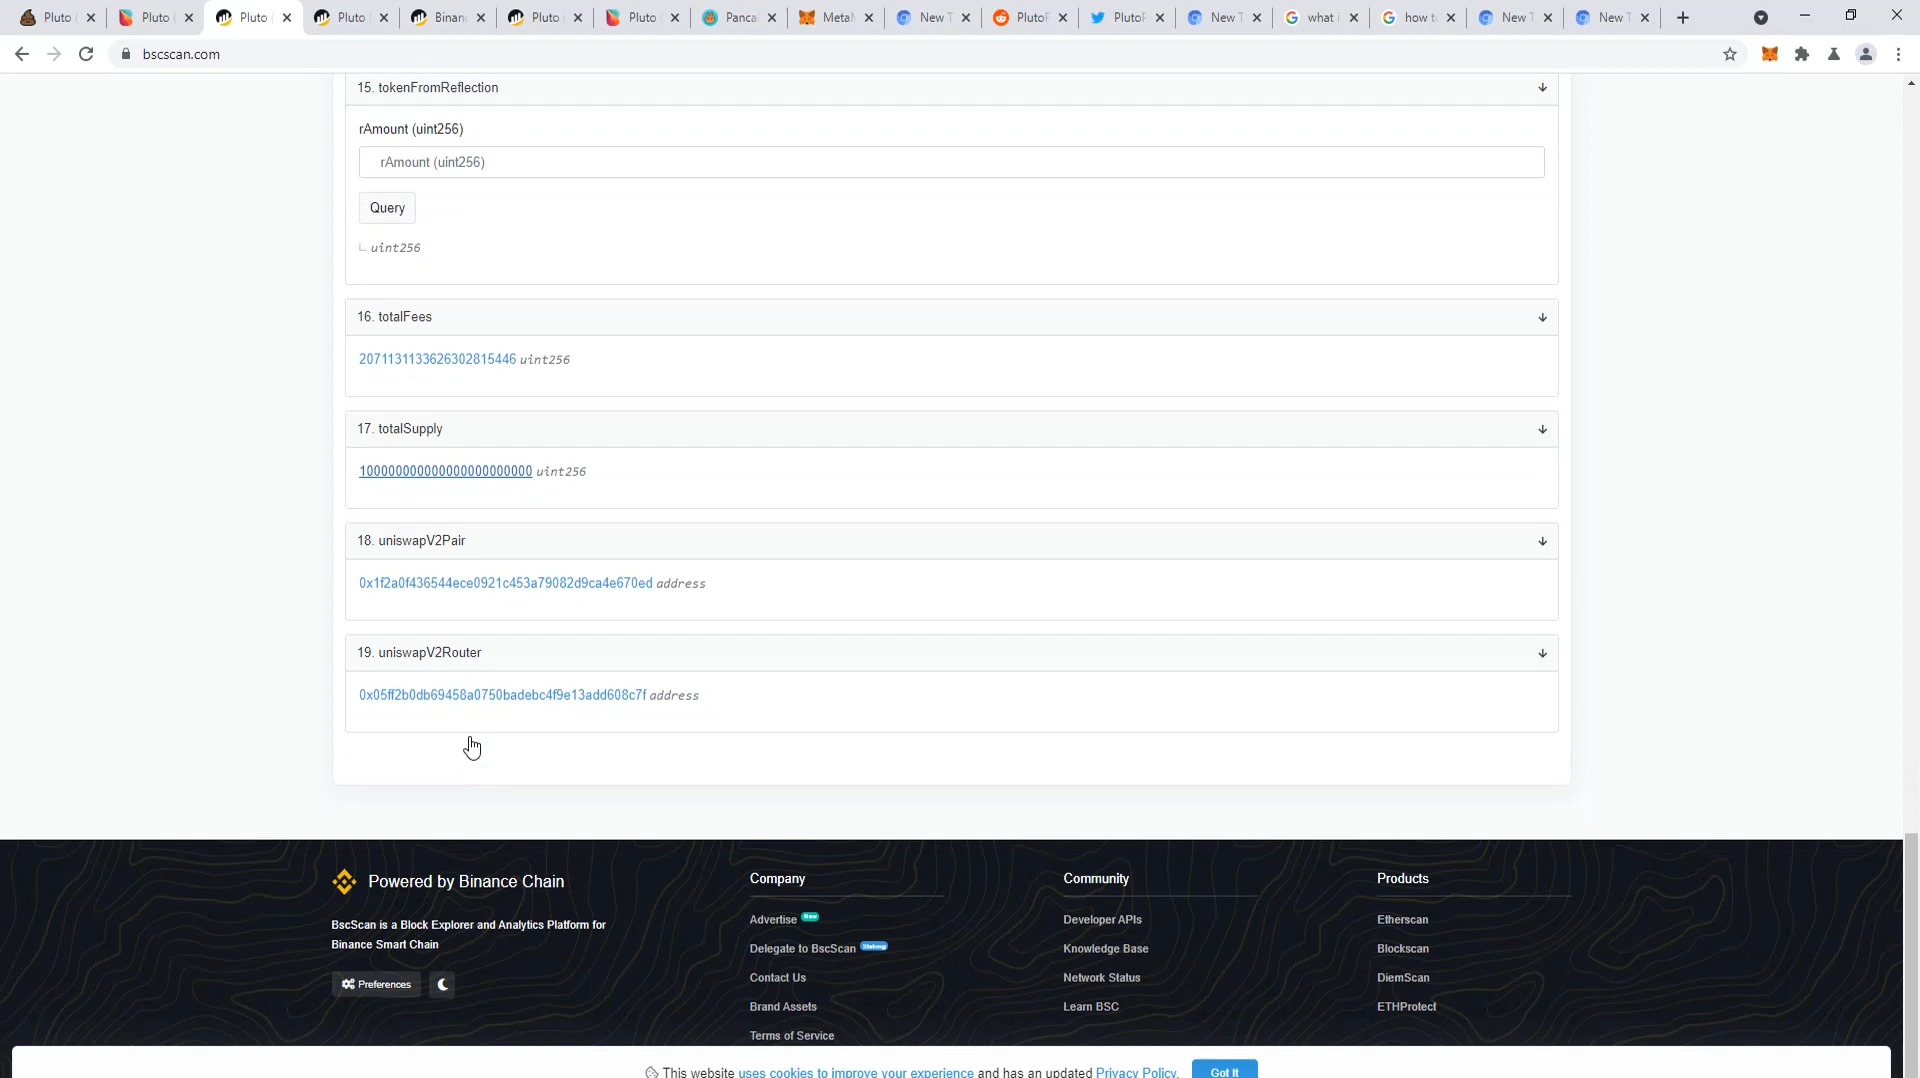 Pluto
Pluto
Pluto
Pluto
Binan
Pluto
Pluto
Panca
MetaM
New T
PlutoP
PlutoP
New T
what i
how to
New T
New T
bscscan.com
15. tokenFromReflection
rAmount (uint256)
rAmount (uint256)
Query
uint256
16. totalFees
2071131133626302815446 uint256
17. totalSupply
uint256
18. uniswapV2Pair
0x1f2a0f436544ece0921c453a79082d9ca4e670ed address
19. uniswapV2Router
0x05ff2b0db69458a0750badebc4f9e13add608c7f address
Powered by Binance Chain
BscScan is a Block Explorer and Analytics Platform for
Binance Smart Chain
Preferences
Company
Advertise New
Delegate to BscScan Staking
Contact Us
Brand Assets
Terms of Service
Community
Developer APIs
Knowledge Base
Network Status
Learn BSC
Products
Etherscan
Blockscan
DiemScan
ETHProtect
This website uses cookies to improve your experience and has an updated Privacy Policy. Got It